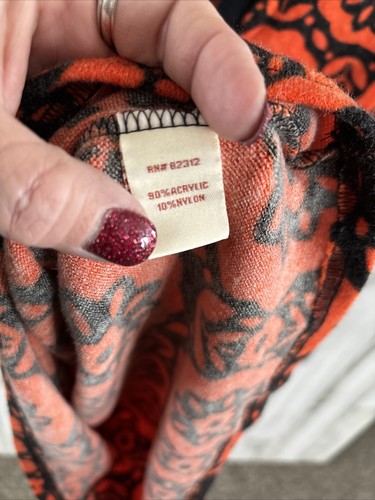 RN# 82312
90% ACRYLIC
10% NYLON